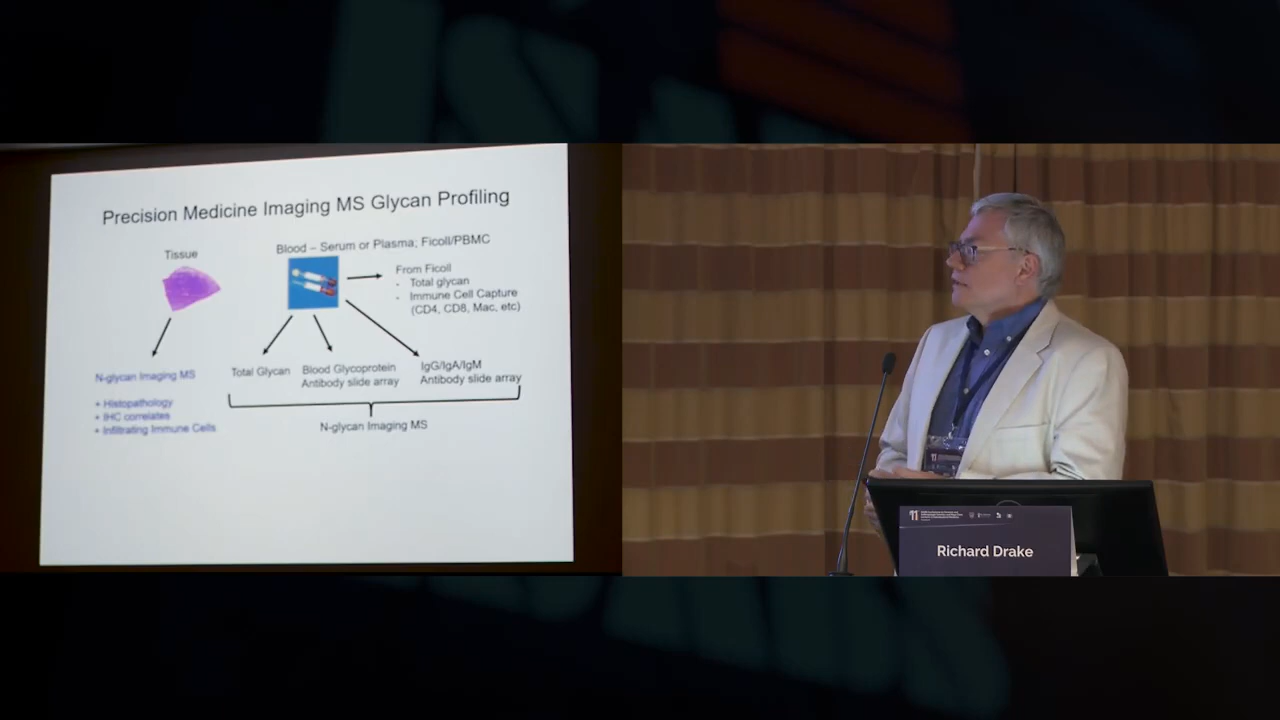 Precision Medicine Imaging MS Glycan Profiling
Tissue
Blood – Serum or Plasma; Ficoll/PBMC
From Ficoll
- Total glycan
- Immune Cell Capture
(CD4, CD8, Mac, etc)
N-glycan Imaging MS
+ Histopathology
+ IHC correlates
+ Infiltrating Immune Cells
Total Glycan
Blood Glycoprotein
Antibody slide array
IgG/IgA/IgM
Antibody slide array
N-glycan Imaging MS
11
Richard Drake